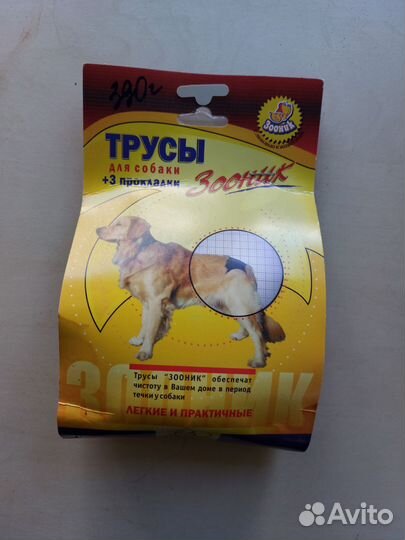 390г
ЗООНИК
ТРУСЫ
для собаки
+3 прокладки
Зооник
ЗООНИК
Трусы "ЗООНИК" обеспечат
чистоту в Вашем доме в период
течки у собаки
ЛЕГКИЕ И ПРАКТИЧНЫЕ
Avito